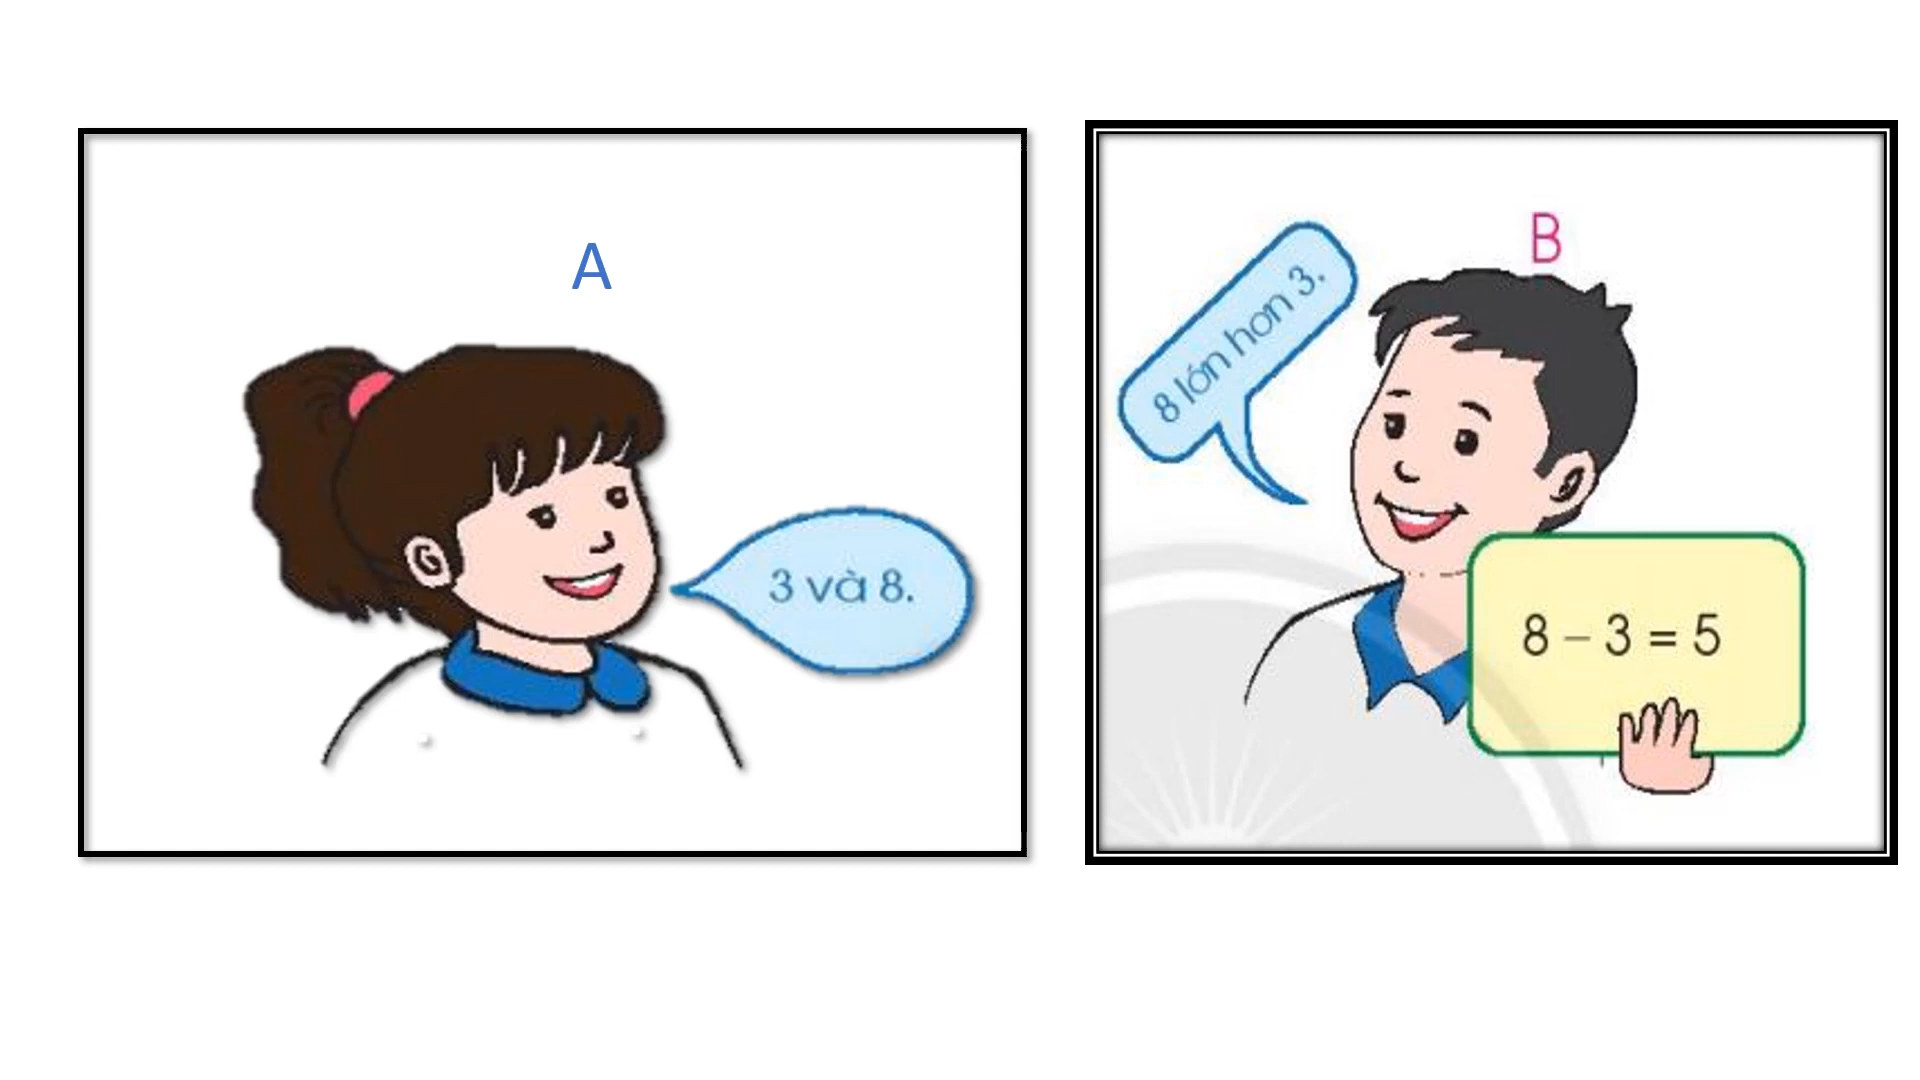 A
3 và 8.
B
8 lớn hơn 3.
8 – 3 = 5